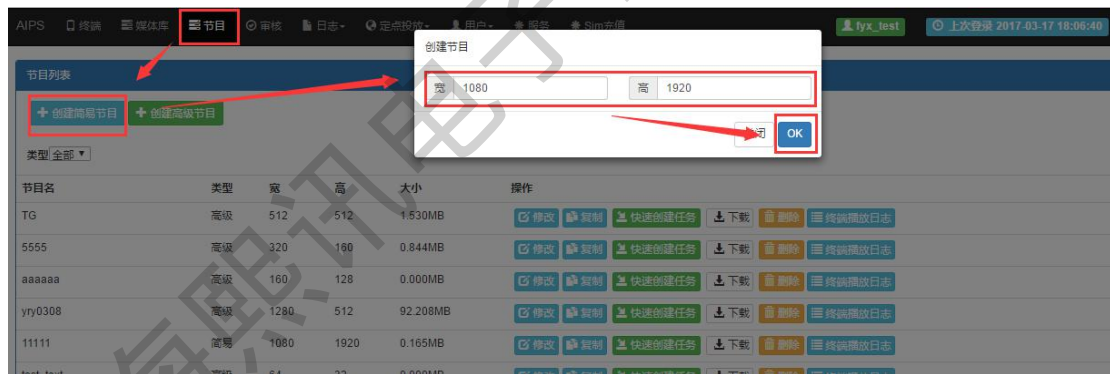 AIPS 终端 媒体库 节目 审核 日志 定点投放 用户 服务 Sim充值 tyx_test 上次登录 2017-03-17 18:06:40
创建节目
节目列表
宽 1080 高 1920
创建简易节目 创建高级节目
关闭 OK
类型 全部
节目名 类型 宽 高 大小 操作
TG 高级 512 512 1.530MB 修改 复制 快速创建任务 下载 删除 终端播放日志
5555 高级 320 160 0.844MB 修改 复制 快速创建任务 下载 删除 终端播放日志
aaaaaa 高级 160 128 0.000MB 修改 复制 快速创建任务 下载 删除 终端播放日志
yry0308 高级 1280 512 92.208MB 修改 复制 快速创建任务 下载 删除 终端播放日志
11111 简易 1080 1920 0.165MB 修改 复制 快速创建任务 下载 删除 终端播放日志
海熙讯电子